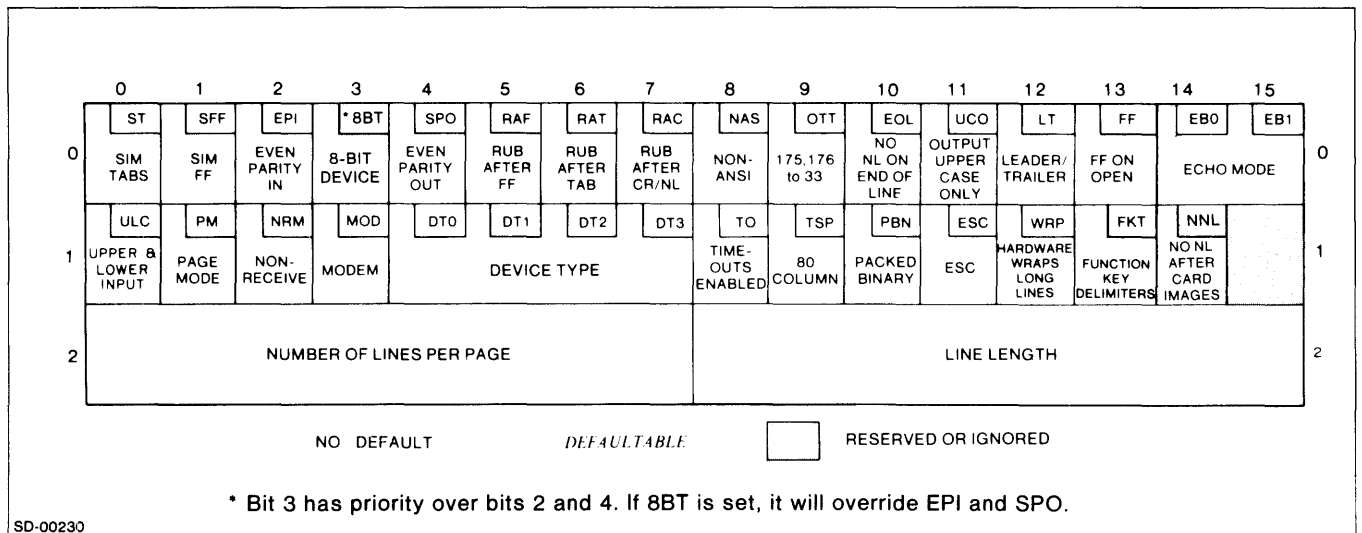 0 1 2 3 4 5 6 7 8 9 10 11 12 13 14 15
ST SFF EPI *8BT SPO RAF RAT RAC NAS OTT EOL UCO LT FF EB0 EB1
0 SIM TABS SIM FF EVEN PARITY IN 8-BIT DEVICE EVEN PARITY OUT RUB AFTER FF RUB AFTER TAB RUB AFTER CR/NL NON-ANSI 175,176 to 33 NO NL ON END OF LINE OUTPUT UPPER CASE ONLY LEADER/TRAILER FF ON OPEN ECHO MODE 0
ULC PM NRM MOD DT0 DT1 DT2 DT3 TO TSP PBN ESC WRP FKT NNL
1 UPPER & LOWER INPUT PAGE MODE NON-RECEIVE MODEM DEVICE TYPE TIME-OUTS ENABLED 80 COLUMN PACKED BINARY ESC HARDWARE WRAPS LONG LINES FUNCTION KEY DELIMITERS NO NL AFTER CARD IMAGES 1
2 NUMBER OF LINES PER PAGE LINE LENGTH 2
NO DEFAULT DEFAULTABLE RESERVED OR IGNORED
* Bit 3 has priority over bits 2 and 4. If 8BT is set, it will override EPI and SPO.
SD-00230